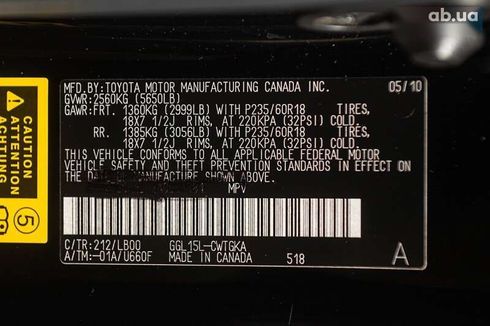 ab.ua
MFD.BY:TOYOTA MOTOR MANUFACTURING CANADA INC. 05/10
GVWR:2560KG (5650LB)
GAWR:FRT. 1360KG (2999LB) WITH P235/60R18 TIRES,
18X7 1/2J RIMS, AT 220KPA (32PSI) COLD.
RR. 1385KG (3056LB) WITH P235/60R18 TIRES,
18X7 1/2J RIMS, AT 220KPA (32PSI) COLD.
THIS VEHICLE CONFORMS TO ALL APPLICABLE FEDERAL MOTOR
VEHICLE SAFETY AND THEFT PREVENTION STANDARDS IN EFFECT ON
THE MANUFACTURE SHOWN ABOVE.
MPV
C/TR:212/LB00 GGL15L-CWTGKA
A/TM:-01A/U660F MADE IN CANADA 518 A
CAUTION
ATTENTION
ACHTUNG
5